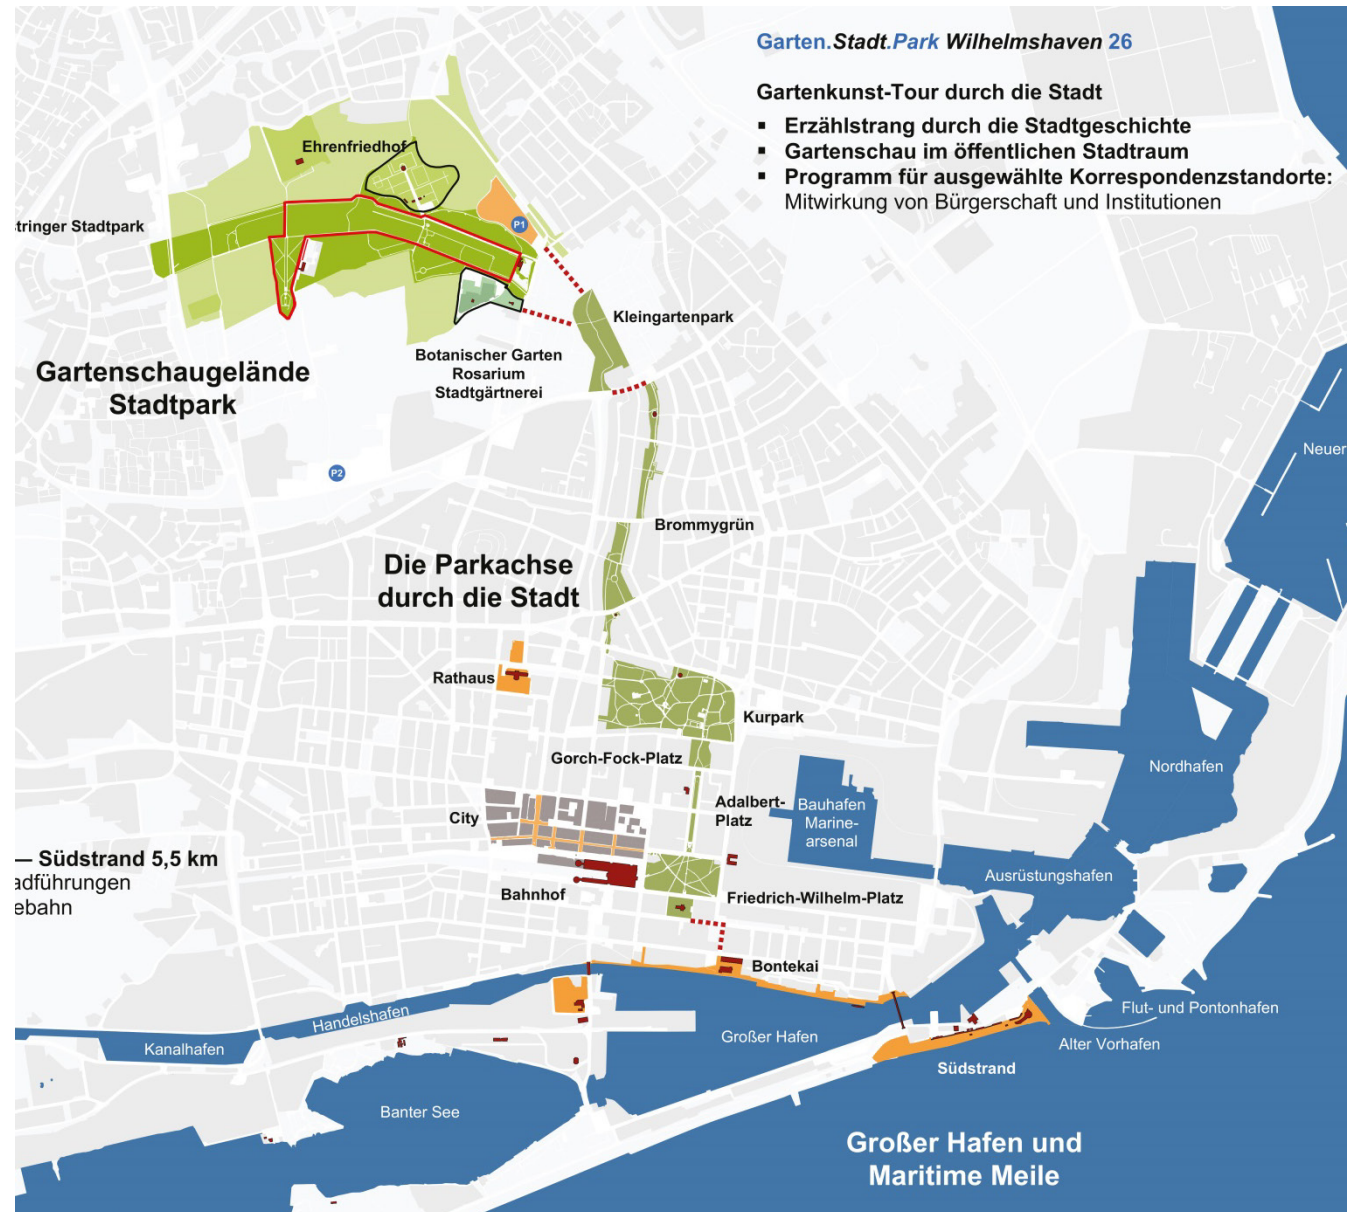 Garten.Stadt.Park Wilhelmshaven 26
Gartenkunst-Tour durch die Stadt
▪ Erzählstrang durch die Stadtgeschichte
▪ Gartenschau im öffentlichen Stadtraum
▪ Programm für ausgewählte Korrespondenzstandorte:
Mitwirkung von Bürgerschaft und Institutionen
Ehrenfriedhof
P1
tringer Stadtpark
Kleingartenpark
Botanischer Garten
Rosarium
Stadtgärtnerei
Gartenschaugelände
Stadtpark
P2
Neuer
Brommygrün
Die Parkachse
durch die Stadt
Rathaus
Kurpark
Gorch-Fock-Platz
Nordhafen
Adalbert-
Platz
Bauhafen
Marine-
arsenal
City
— Südstrand 5,5 km
adführungen
ebahn
Ausrüstungshafen
Bahnhof
Friedrich-Wilhelm-Platz
Bontekai
Flut- und Pontonhafen
Handelshafen
Großer Hafen
Alter Vorhafen
Kanalhafen
Südstrand
Banter See
Großer Hafen und
Maritime Meile